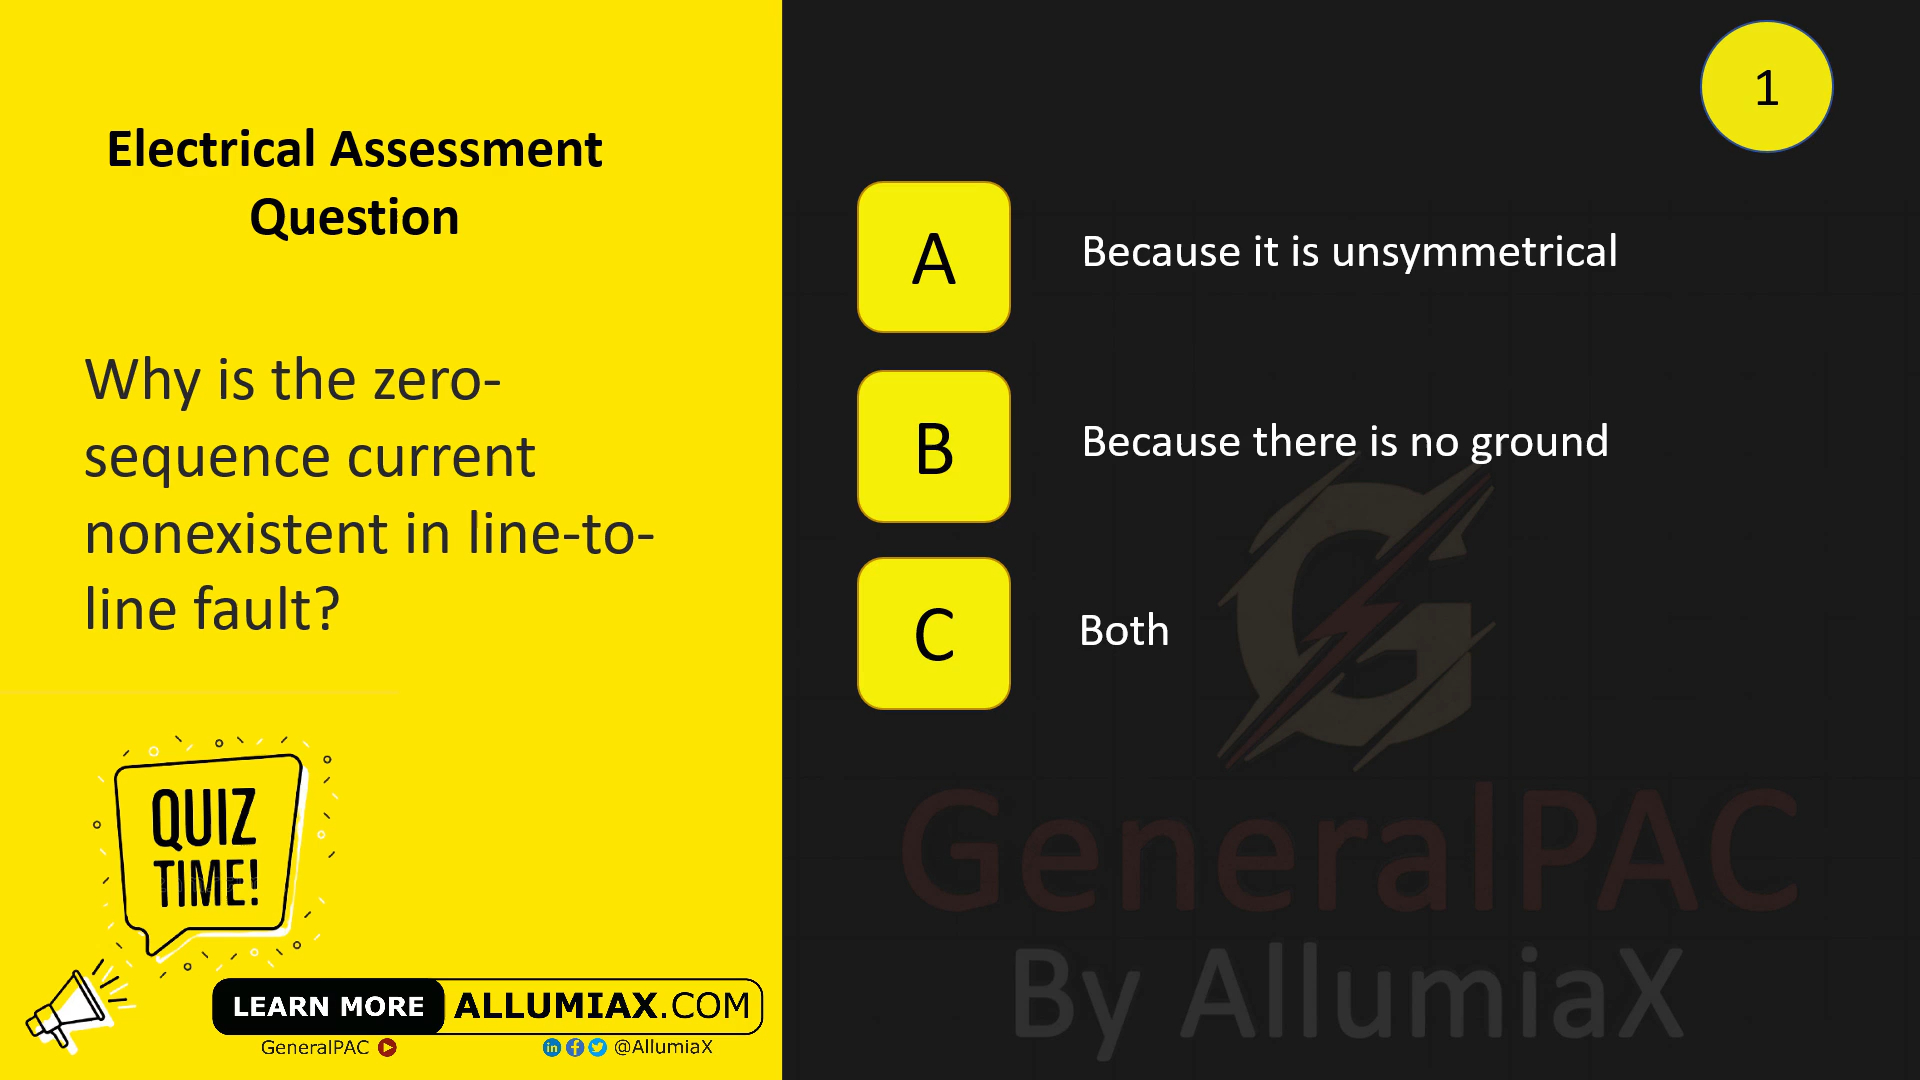 Electrical Assessment
Question
Why is the zero-
sequence current
nonexistent in line-to-
line fault?
QUIZ
TIME!
LEARN MORE ALLUMIAX.COM
GeneralPAC
in f @AllumiaX
1
A Because it is unsymmetrical
B Because there is no ground
C Both
G
GeneralPAC
By AllumiaX